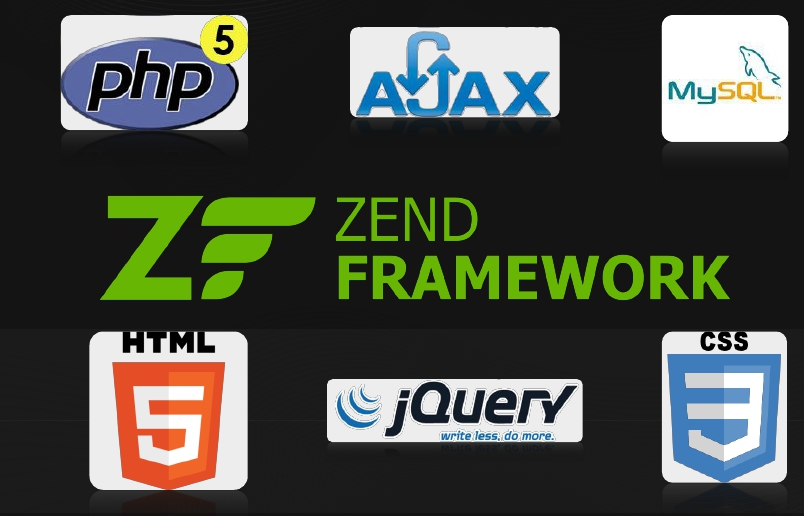 php
5
AJAX
MySQL
ZF
ZEND
FRAMEWORK
HTML
5
jQuery
write less, do more.
CSS
3